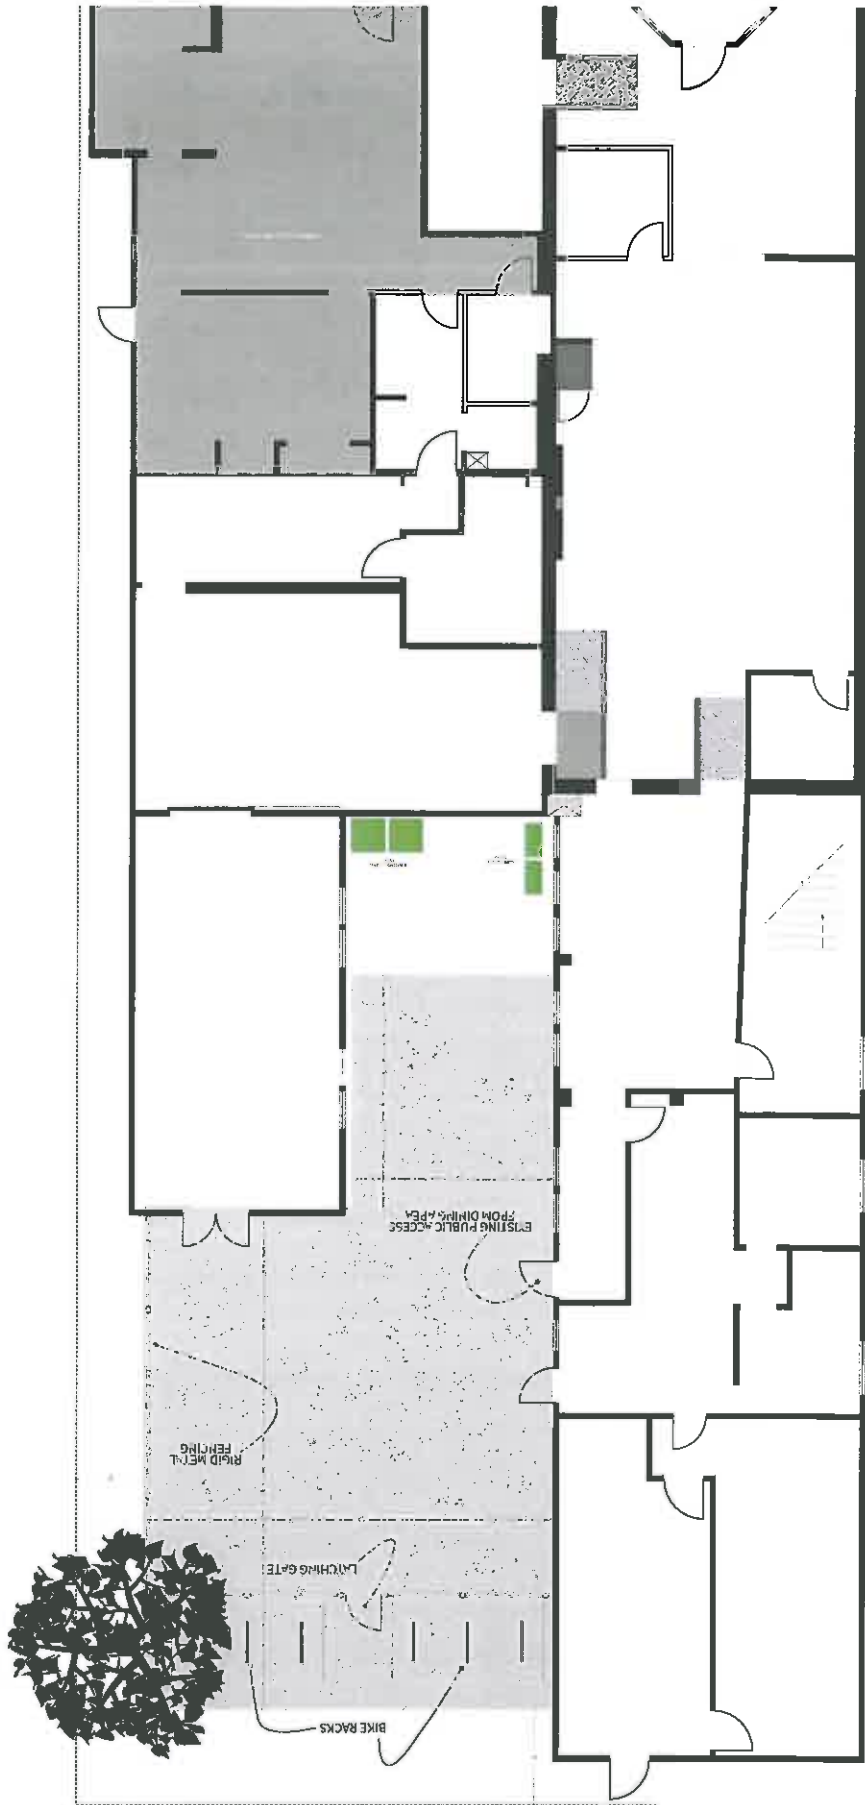 BIKE RACKS
LATCHING GATE
RIGID METAL
FENCING
EXISTING PUBLIC ACCESS
FROM DINING AREA